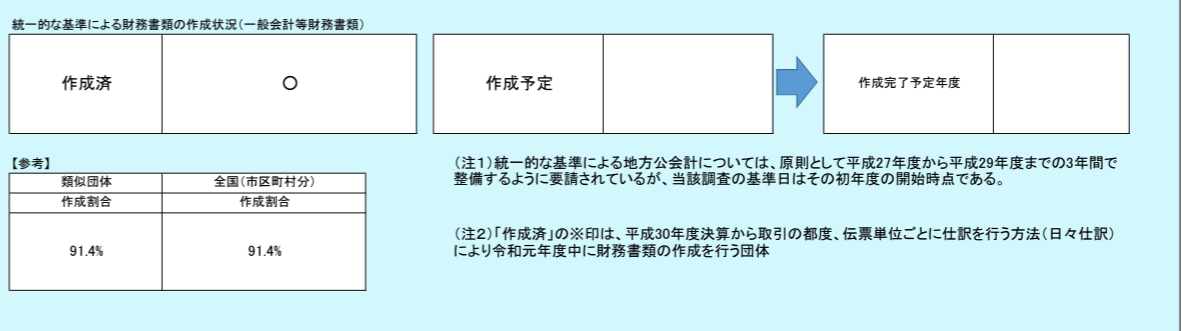 統一的な基準による財務書類の作成状況（一般会計等財務書類）
作成済
〇
作成予定
作成完了予定年度
【参考】
類似団体
全国（市区町村分）
作成割合
作成割合
91.4%
91.4%
（注１）統一的な基準による地方公会計については、原則として平成27年度から平成29年度までの3年間で
整備するように要請されているが、当該調査の基準日はその初年度の開始時点である。
（注２）「作成済」の※印は、平成30年度決算から取引の都度、伝票単位ごとに仕訳を行う方法（日々仕訳）
により令和元年度中に財務書類の作成を行う団体